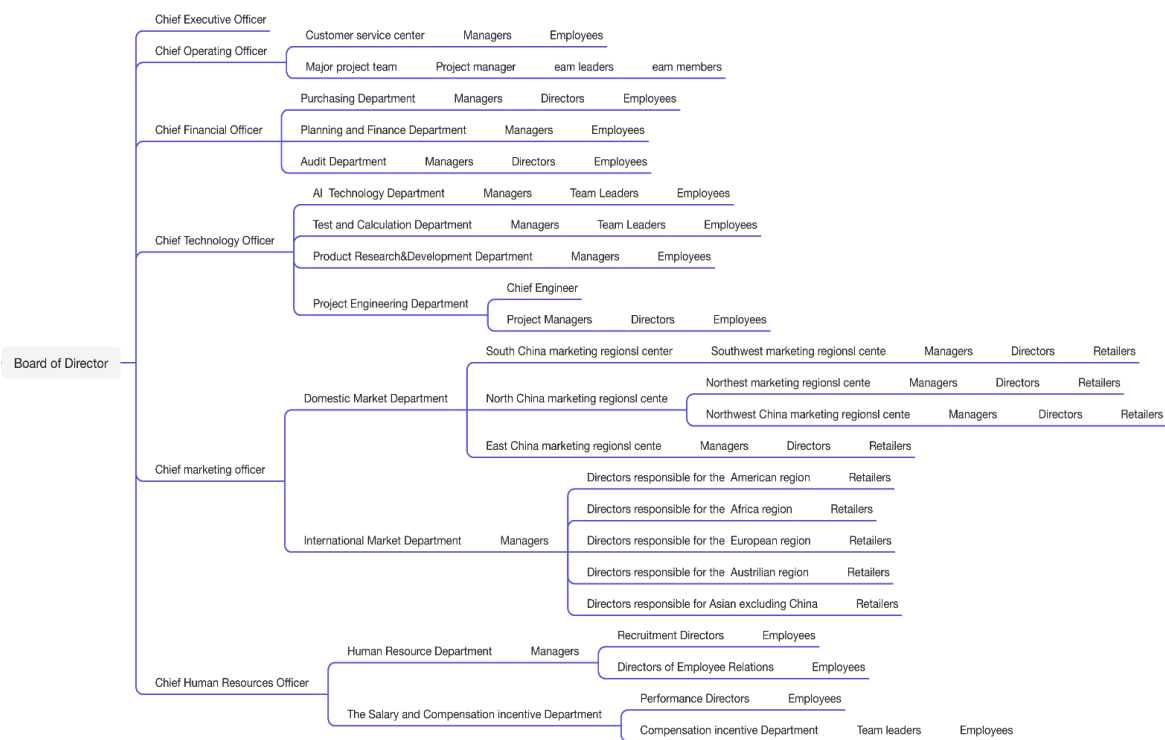 Chief Executive Officer
Chief Operating Officer
Customer service center Managers Employees
Major project team Project manager eam leaders eam members
Chief Financial Officer
Purchasing Department Managers Directors Employees
Planning and Finance Department Managers Employees
Audit Department Managers Directors Employees
Chief Technology Officer
AI Technology Department Managers Team Leaders Employees
Test and Calculation Department Managers Team Leaders Employees
Product Research&Development Department Managers Employees
Project Engineering Department
Chief Engineer
Project Managers Directors Employees
Board of Director
Chief marketing officer
Domestic Market Department
South China marketing regionsl center Southwest marketing regionsl cente Managers Directors Retailers
North China marketing regionsl cente
Northest marketing regionsl cente Managers Directors Retailers
Northwest China marketing regionsl cente Managers Directors Retailers
East China marketing regionsl cente Managers Directors Retailers
International Market Department Managers
Directors responsible for the American region Retailers
Directors responsible for the Africa region Retailers
Directors responsible for the European region Retailers
Directors responsible for the Austrilian region Retailers
Directors responsible for Asian excluding China Retailers
Chief Human Resources Officer
Human Resource Department Managers
Recruitment Directors Employees
Directors of Employee Relations Employees
The Salary and Compensation incentive Department
Performance Directors Employees
Compensation incentive Department Team leaders Employees